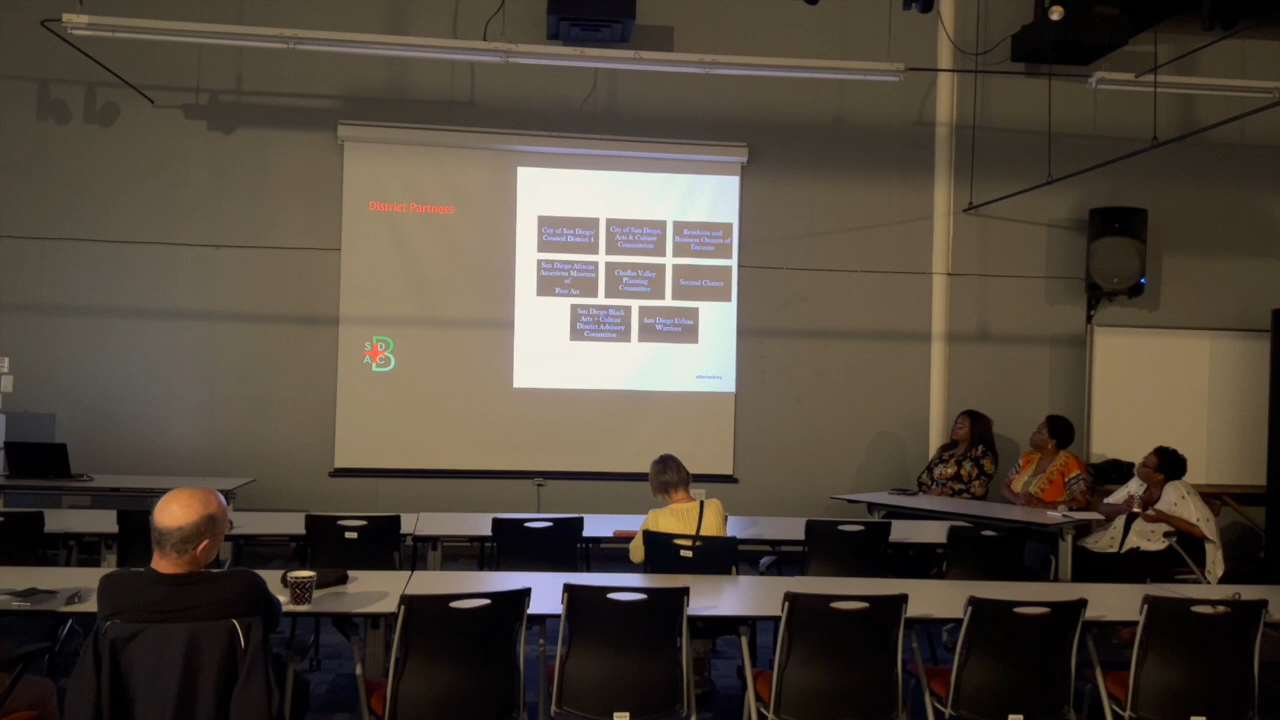 District Partners
City of San Diego/
Council District 4
City of San Diego,
Arts & Culture
Commission
Residents and
Business Owners of
Encanto
San Diego African
American Museum
of
Fine Art
Chollas Valley
Planning
Committee
Second Chance
San Diego Black
Arts + Culture
District Advisory
Committee
San Diego Urban
Warriors
S D
A C
B